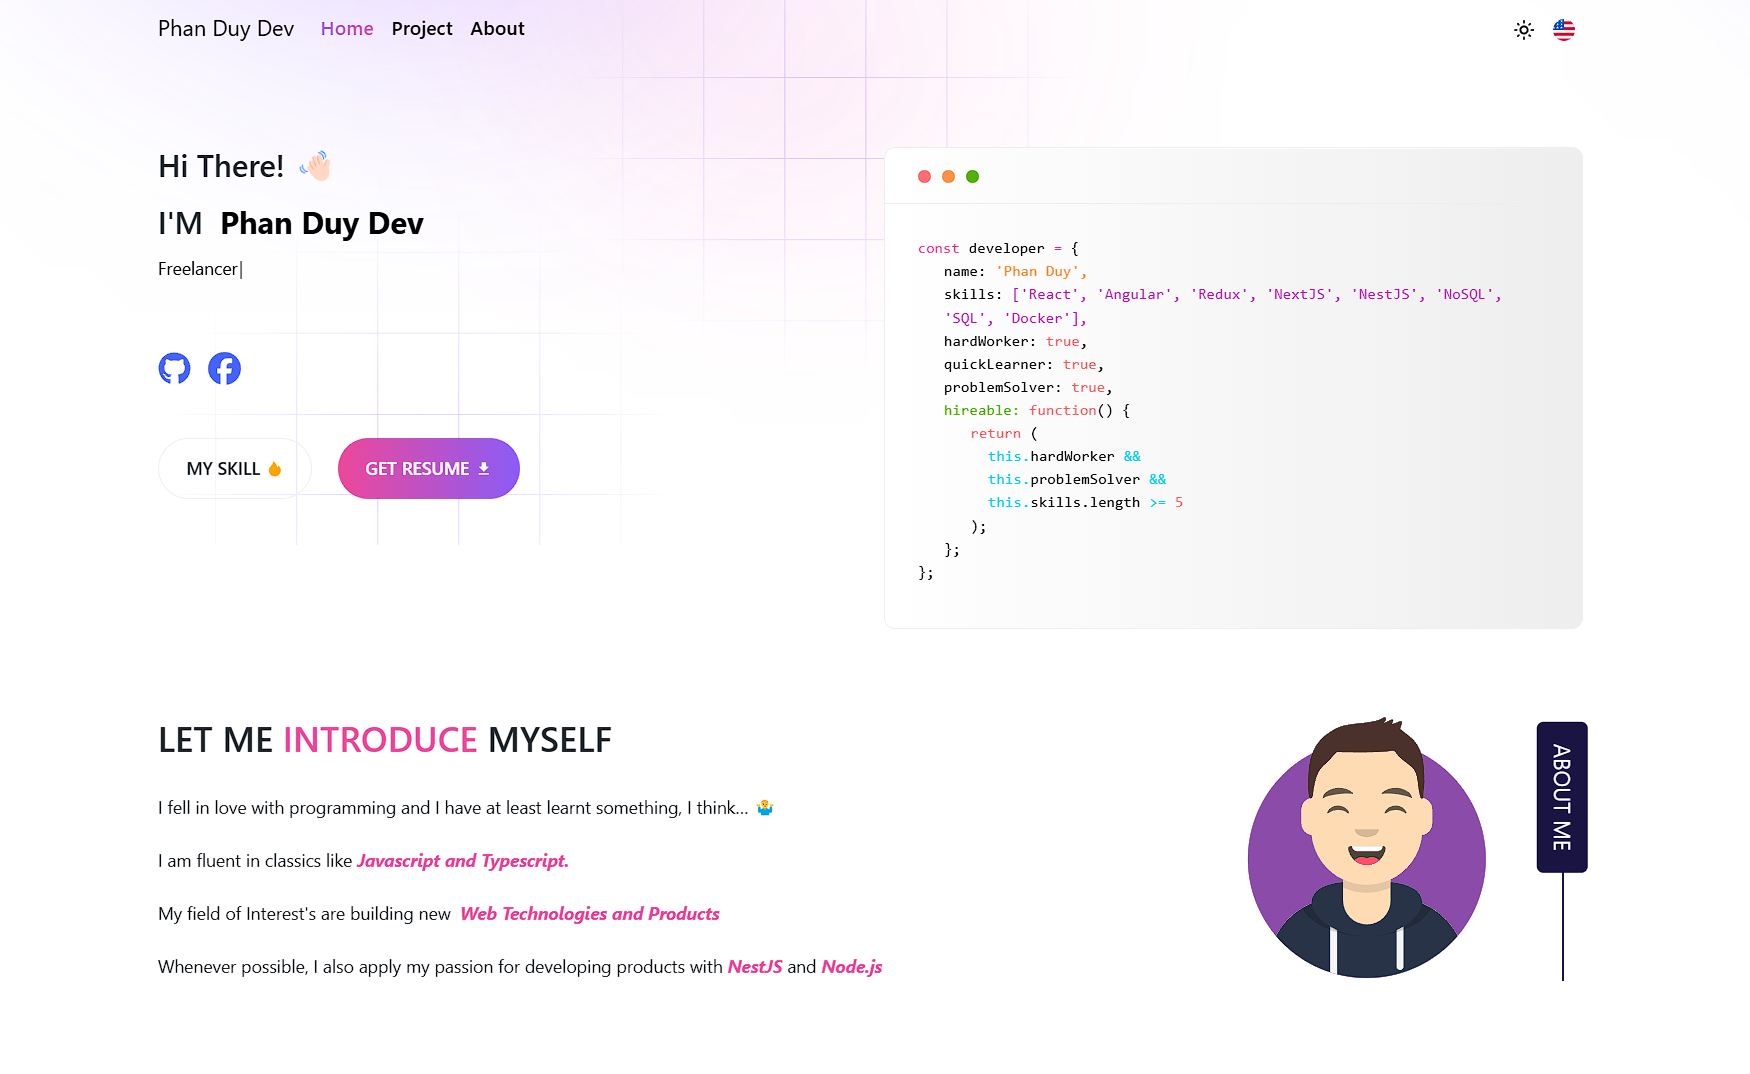 Phan Duy Dev Home Project About
Hi There!
I'M Phan Duy Dev
Freelancer|
MY SKILL GET RESUME
const developer = {
name: 'Phan Duy',
skills: ['React', 'Angular', 'Redux', 'NextJS', 'NestJS', 'NoSQL',
'SQL', 'Docker'],
hardWorker: true,
quickLearner: true,
problemSolver: true,
hireable: function() {
return (
this.hardWorker &&
this.problemSolver &&
this.skills.length >= 5
);
};
};
LET ME INTRODUCE MYSELF
I fell in love with programming and I have at least learnt something, I think... 🤷
I am fluent in classics like Javascript and Typescript.
My field of Interest's are building new Web Technologies and Products
Whenever possible, I also apply my passion for developing products with NestJS and Node.js
ABOUT ME